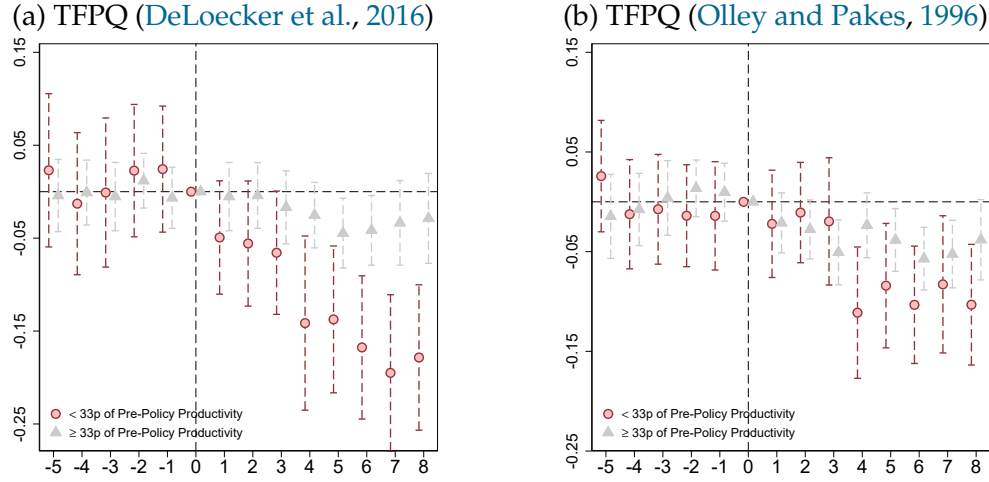 (a) TFPQ (DeLoecker et al., 2016)
0.15
0.05
-0.05
-0.15
-0.25
< 33p of Pre-Policy Productivity
≥ 33p of Pre-Policy Productivity
-5 -4 -3 -2 -1 0 1 2 3 4 5 6 7 8
(b) TFPQ (Olley and Pakes, 1996)
0.15
0.05
-0.05
-0.15
-0.25
< 33p of Pre-Policy Productivity
≥ 33p of Pre-Policy Productivity
-5 -4 -3 -2 -1 0 1 2 3 4 5 6 7 8